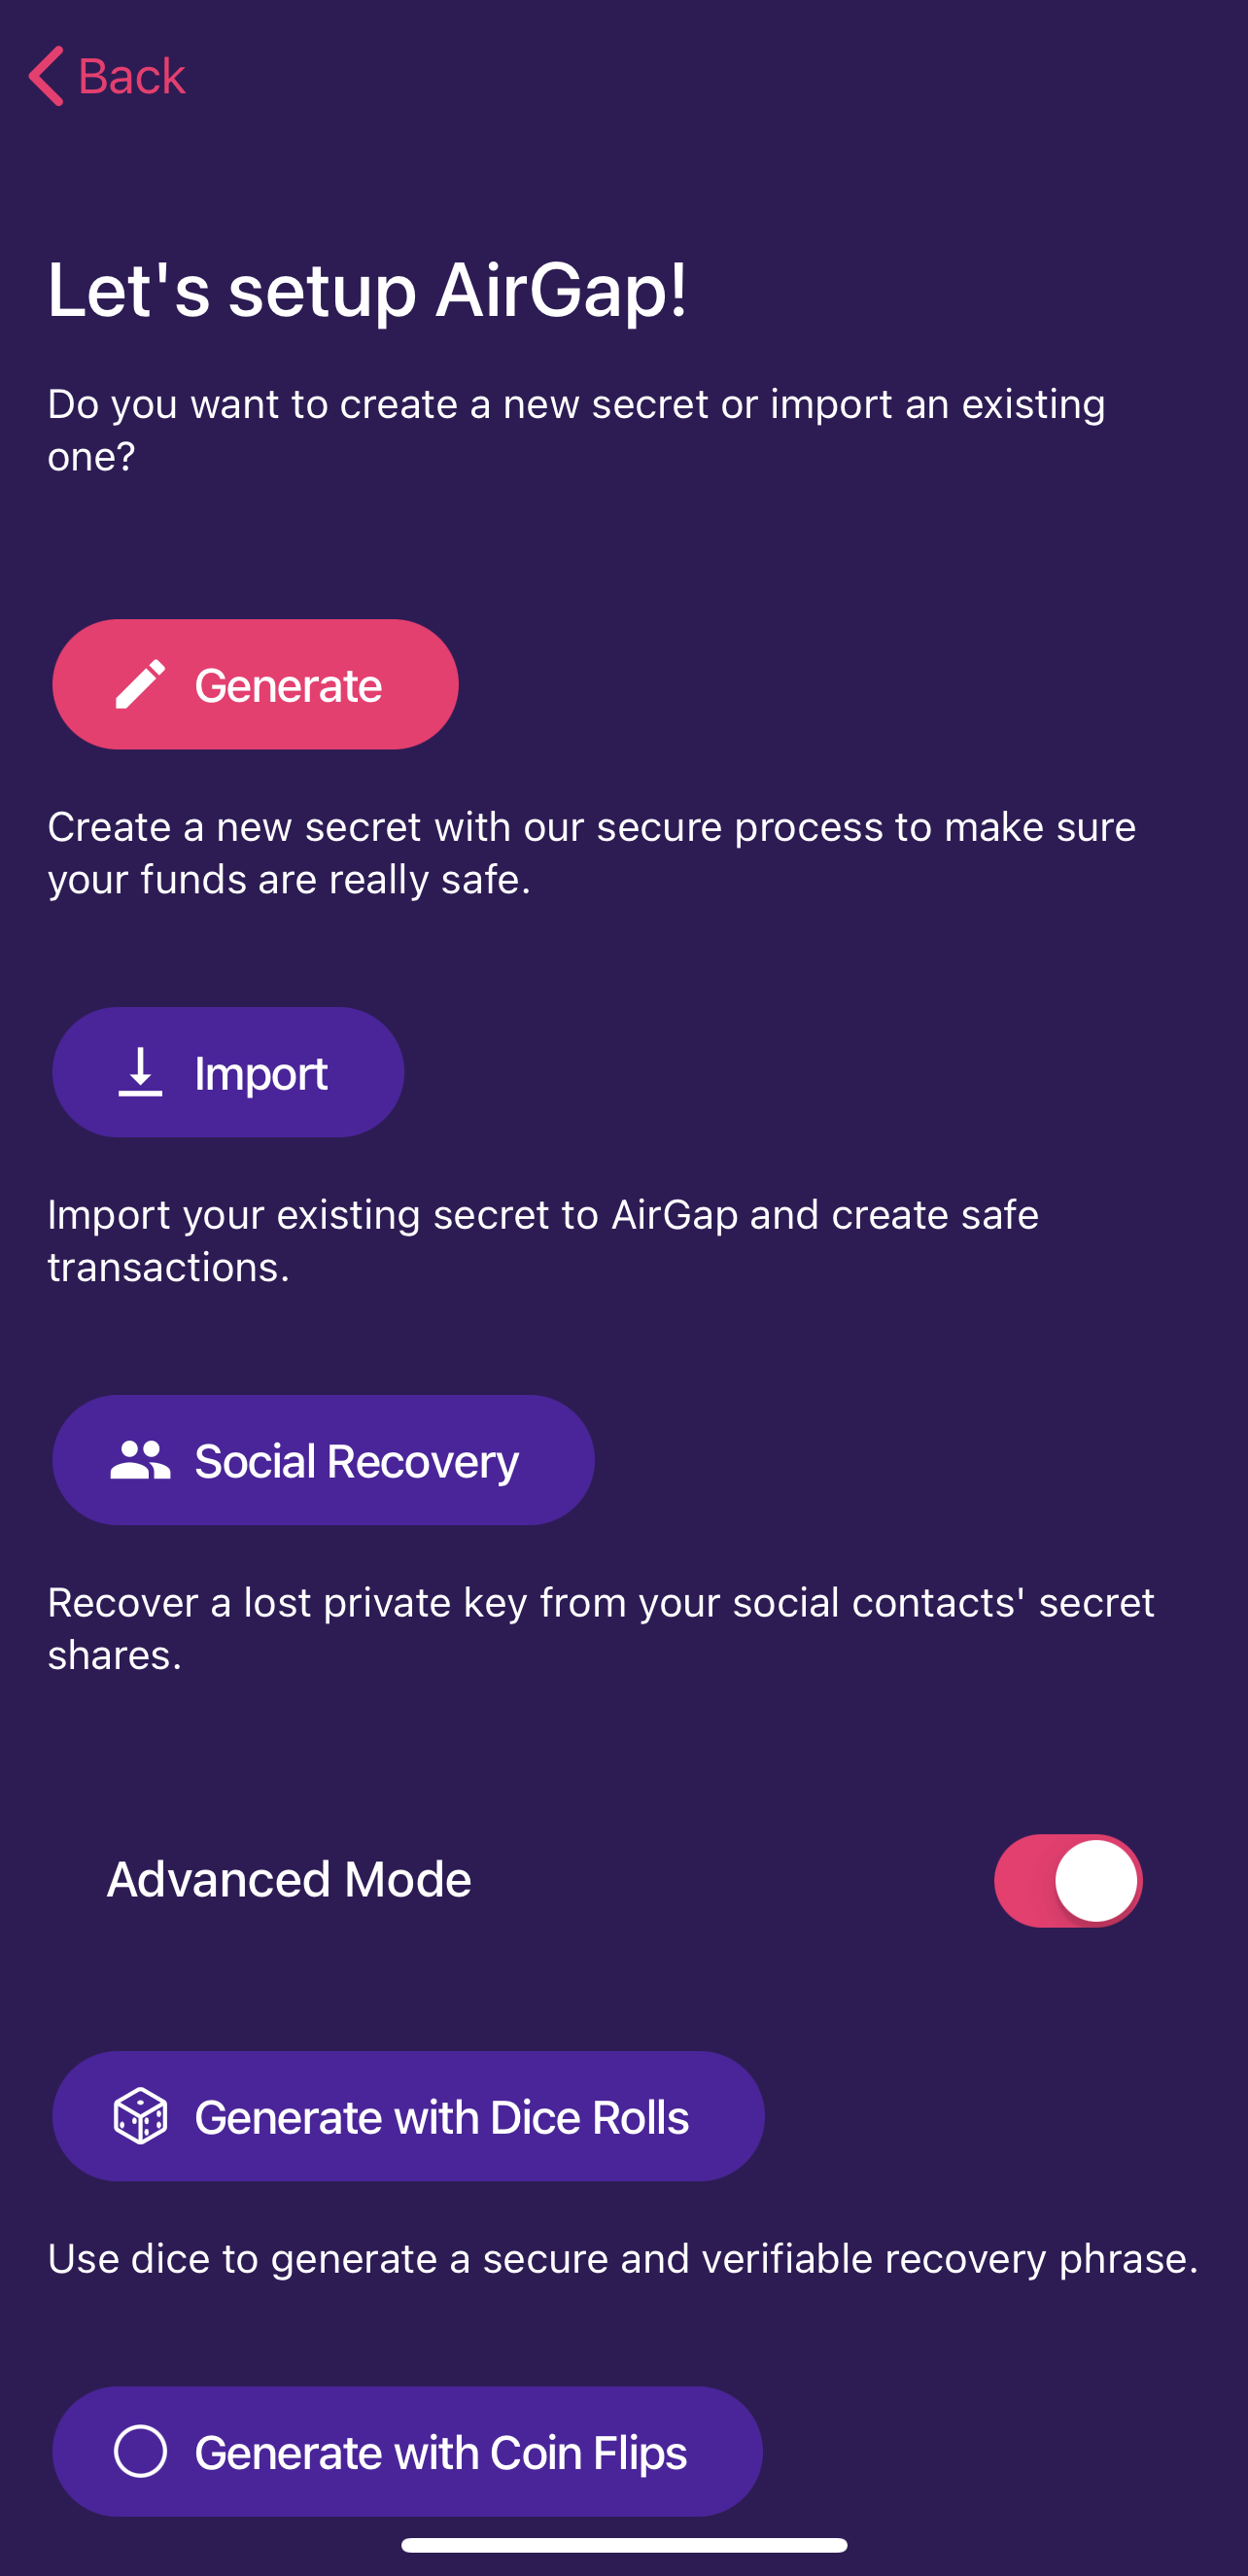 Back
Let's setup AirGap!
Do you want to create a new secret or import an existing
one?
Generate
Create a new secret with our secure process to make sure
your funds are really safe.
Import
Import your existing secret to AirGap and create safe
transactions.
Social Recovery
Recover a lost private key from your social contacts' secret
shares.
Advanced Mode
Generate with Dice Rolls
Use dice to generate a secure and verifiable recovery phrase.
Generate with Coin Flips